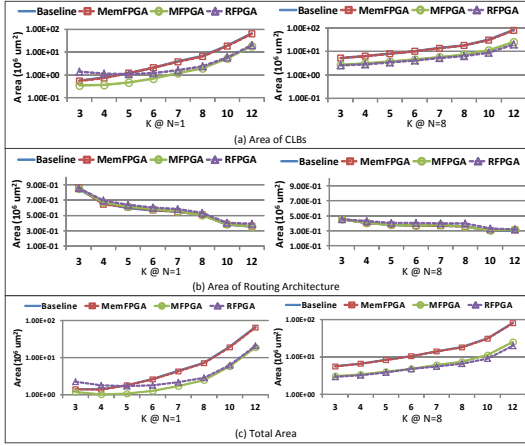 Baseline MemFPGA MFPGA RFPGA
Area (10⁶ um²)
1.00E+02
1.00E+01
1.00E+00
1.00E-01
3 4 5 6 7 8 10 12
K @ N=1
Baseline MemFPGA MFPGA RFPGA
Area (10⁶ um²)
1.00E+02
1.00E+01
1.00E+00
1.00E-01
3 4 5 6 7 8 10 12
K @ N=8
(a) Area of CLBs
Baseline MemFPGA MFPGA RFPGA
Area (10⁶ um²)
9.00E-01
7.00E-01
5.00E-01
3.00E-01
1.00E-01
3 4 5 6 7 8 10 12
K @ N=1
Baseline MemFPGA MFPGA RFPGA
Area (10⁶ um²)
9.00E-01
7.00E-01
5.00E-01
3.00E-01
1.00E-01
3 4 5 6 7 8 10 12
K @ N=8
(b) Area of Routing Architecture
Baseline MemFPGA MFPGA RFPGA
Area (10⁶ um²)
1.00E+02
1.00E+01
1.00E+00
3 4 5 6 7 8 10 12
K @ N=1
Baseline MemFPGA MFPGA RFPGA
Area (10⁶ um²)
1.00E+02
1.00E+01
1.00E+00
3 4 5 6 7 8 10 12
K @ N=8
(c) Total Area